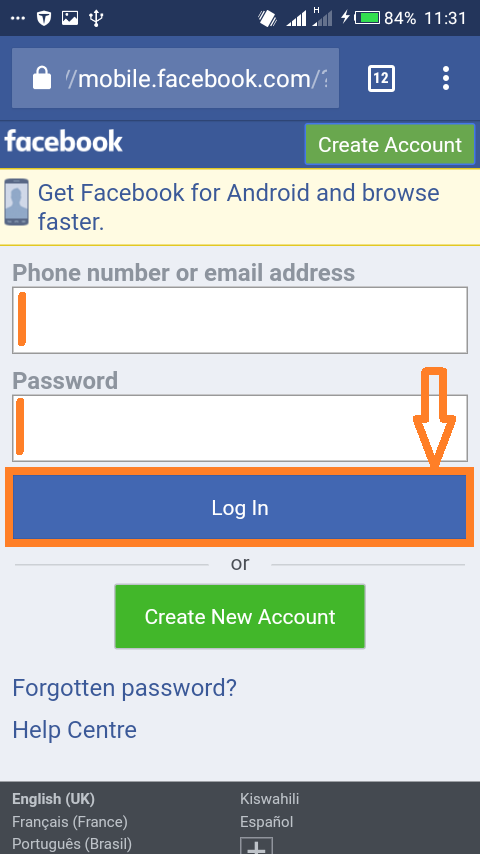 H
84% 11:31
//mobile.facebook.com/?
12
facebook
Create Account
Get Facebook for Android and browse
faster.
Phone number or email address
Password
Log In
or
Create New Account
Forgotten password?
Help Centre
English (UK)
Kiswahili
Français (France)
Español
Português (Brasil)